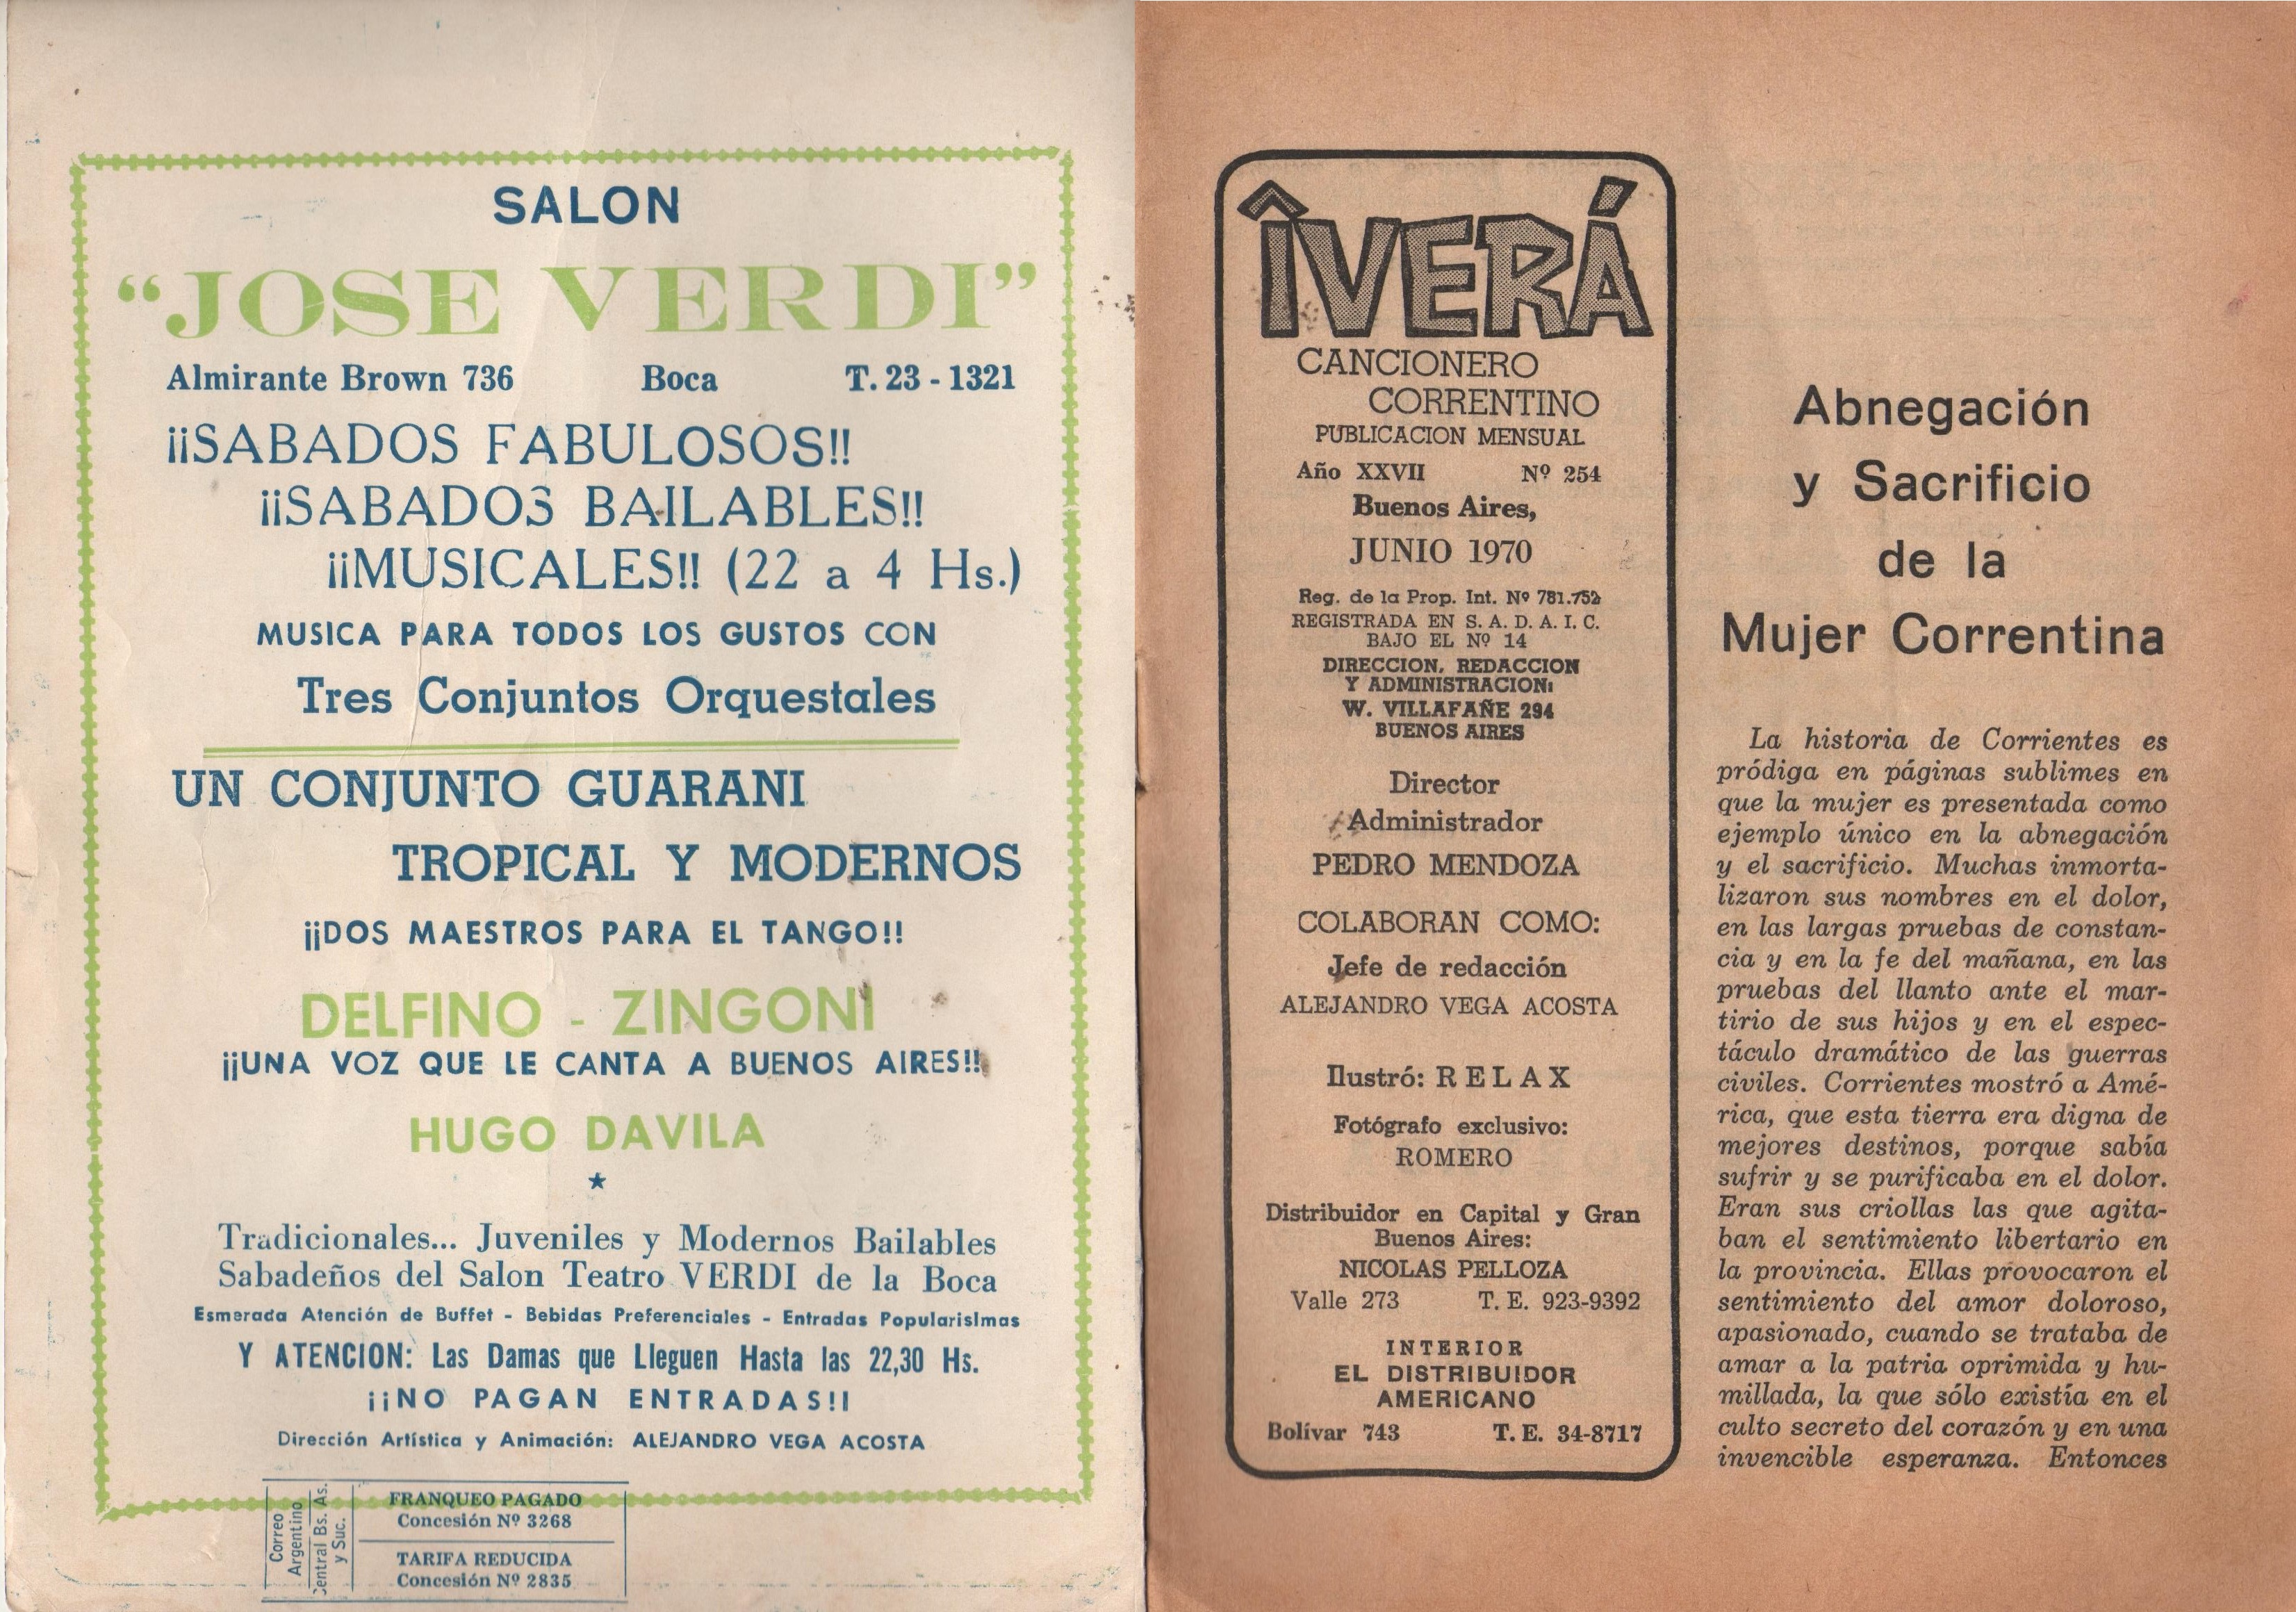 SALON
“JOSE VERDI”
Almirante Brown 736 Boca T. 23 - 1321
¡¡SABADOS FABULOSOS!!
¡¡SABADOS BAILABLES!!
¡¡MUSICALES!! (22 a 4 Hs.)
MUSICA PARA TODOS LOS GUSTOS CON
Tres Conjuntos Orquestales
UN CONJUNTO GUARANI
TROPICAL Y MODERNOS
¡¡DOS MAESTROS PARA EL TANGO!!
DELFINO - ZINGONI
¡¡UNA VOZ QUE LE CANTA A BUENOS AIRES!!
HUGO DAVILA
★
Tradicionales... Juveniles y Modernos Bailables
Sabadeños del Salon Teatro VERDI de la Boca
Esmerada Atención de Buffet - Bebidas Preferenciales - Entradas Popularisimas
Y ATENCION: Las Damas que Lleguen Hasta las 22,30 Hs.
¡¡NO PAGAN ENTRADAS!!
Dirección Artística y Animación: ALEJANDRO VEGA ACOSTA
Correo
Argentino
Central Bs. As.
y Suc.
FRANQUEO PAGADO
Concesión Nº 3268
TARIFA REDUCIDA
Concesión Nº 2835
ÎVERÁ
CANCIONERO
CORRENTINO
PUBLICACION MENSUAL
Año XXVII Nº 254
Buenos Aires,
JUNIO 1970
Reg. de la Prop. Int. Nº 781.752
REGISTRADA EN S. A. D. A. I. C.
BAJO EL Nº 14
DIRECCION, REDACCION
Y ADMINISTRACION:
W. VILLAFAÑE 294
BUENOS AIRES
Director
Administrador
PEDRO MENDOZA
COLABORAN COMO:
Jefe de redacción
ALEJANDRO VEGA ACOSTA
Ilustró: RELAX
Fotógrafo exclusivo:
ROMERO
Distribuidor en Capital y Gran
Buenos Aires:
NICOLAS PELLOZA
Valle 273 T. E. 923-9392
INTERIOR
EL DISTRIBUIDOR
AMERICANO
Bolívar 743 T. E. 34-8717
Abnegación
y Sacrificio
de la
Mujer Correntina
La historia de Corrientes es
pródiga en páginas sublimes en
que la mujer es presentada como
ejemplo único en la abnegación
y el sacrificio. Muchas inmorta-
lizaron sus nombres en el dolor,
en las largas pruebas de constan-
cia y en la fe del mañana, en las
pruebas del llanto ante el mar-
tirio de sus hijos y en el espec-
táculo dramático de las guerras
civiles. Corrientes mostró a Amé-
rica, que esta tierra era digna de
mejores destinos, porque sabía
sufrir y se purificaba en el dolor.
Eran sus criollas las que agita-
ban el sentimiento libertario en
la provincia. Ellas provocaron el
sentimiento del amor doloroso,
apasionado, cuando se trataba de
amar a la patria oprimida y hu-
millada, la que sólo existía en el
culto secreto del corazón y en una
invencible esperanza. Entonces